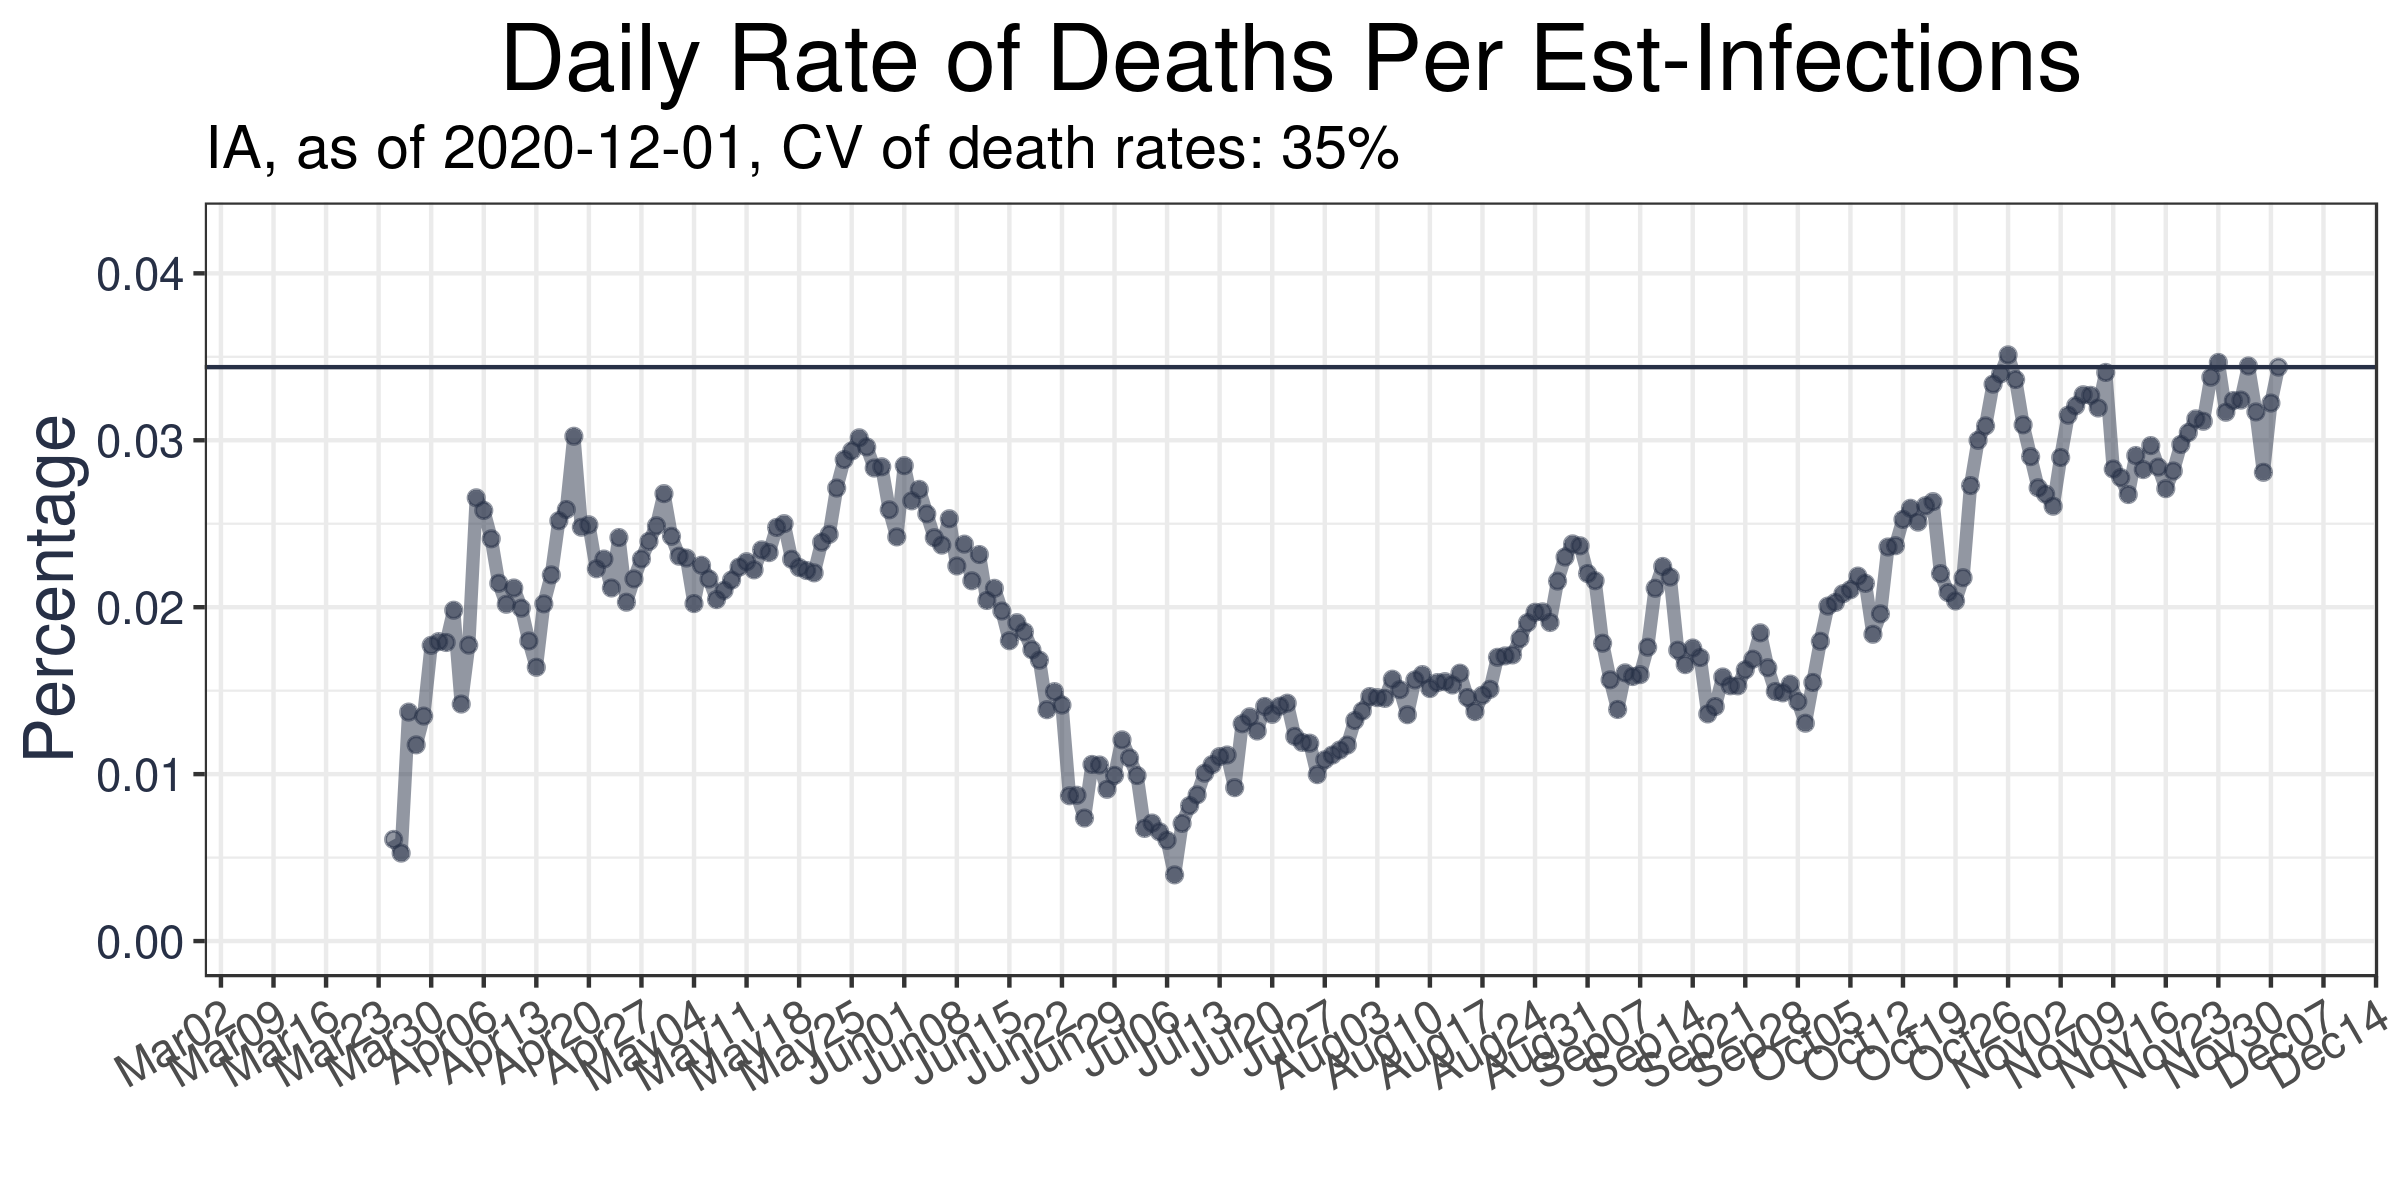 Daily Rate of Deaths Per Est-Infections
IA, as of 2020-12-01, CV of death rates: 35%
Percentage
0.04
0.03
0.02
0.01
0.00
Mar02
Mar09
Mar16
Mar23
Mar30
Apr06
Apr13
Apr20
Apr27
May04
May11
May18
May25
Jun01
Jun08
Jun15
Jun22
Jun29
Jul06
Jul13
Jul20
Jul27
Aug03
Aug10
Aug17
Aug24
Aug31
Sep07
Sep14
Sep21
Sep28
Oct05
Oct12
Oct19
Oct26
Nov02
Nov09
Nov16
Nov23
Nov30
Dec07
Dec14